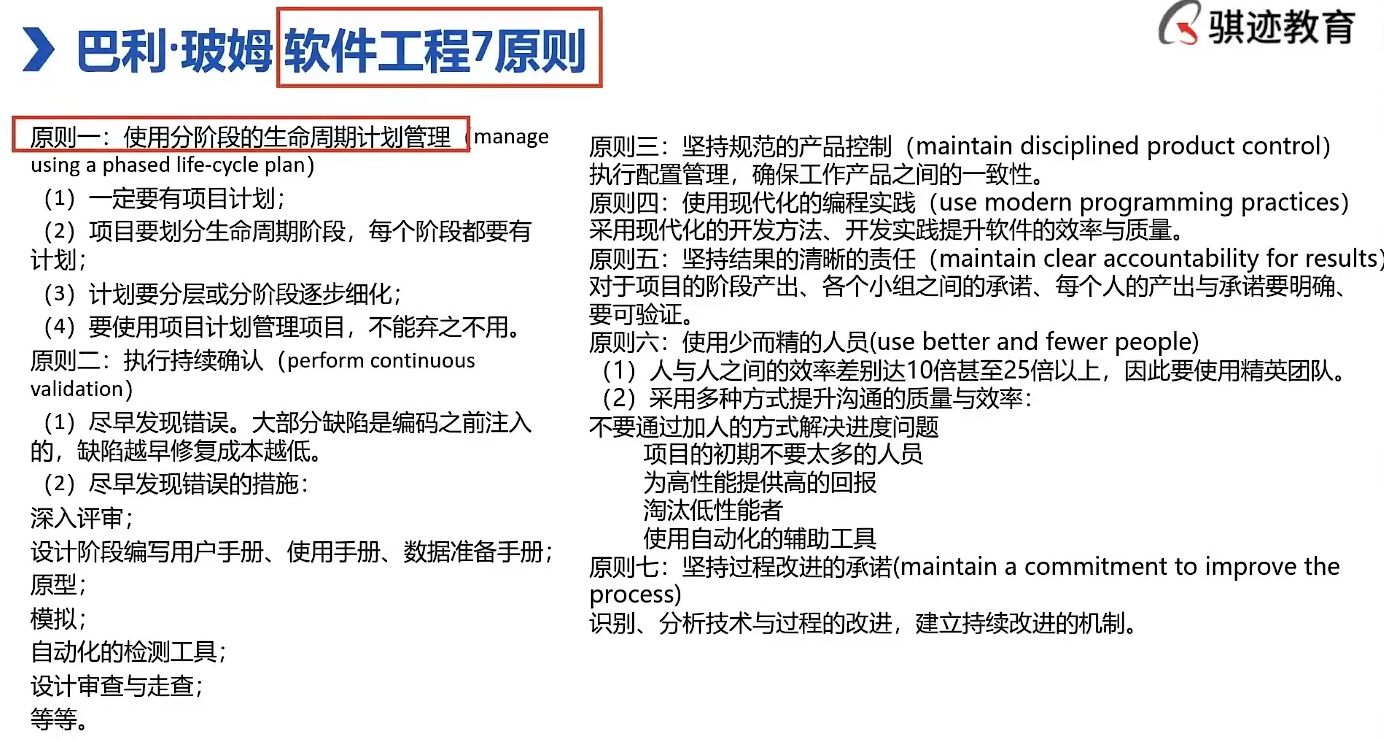 巴利·玻姆软件工程7原则
骐迹教育
原则一：使用分阶段的生命周期计划管理（manage
using a phased life-cycle plan）
（1）一定要有项目计划；
（2）项目要划分生命周期阶段，每个阶段都要有
计划；
（3）计划要分层或分阶段逐步细化；
（4）要使用项目计划管理项目，不能弃之不用。
原则二：执行持续确认（perform continuous
validation）
（1）尽早发现错误。大部分缺陷是编码之前注入
的，缺陷越早修复成本越低。
（2）尽早发现错误的措施：
深入评审；
设计阶段编写用户手册、使用手册、数据准备手册；
原型；
模拟；
自动化的检测工具；
设计审查与走查；
等等。
原则三：坚持规范的产品控制（maintain disciplined product control）
执行配置管理，确保工作产品之间的一致性。
原则四：使用现代化的编程实践（use modern programming practices）
采用现代化的开发方法、开发实践提升软件的效率与质量。
原则五：坚持结果的清晰的责任（maintain clear accountability for results）
对于项目的阶段产出、各个小组之间的承诺、每个人的产出与承诺要明确、
要可验证。
原则六：使用少而精的人员(use better and fewer people)
（1）人与人之间的效率差别达10倍甚至25倍以上，因此要使用精英团队。
（2）采用多种方式提升沟通的质量与效率：
不要通过加人的方式解决进度问题
项目的初期不要太多的人员
为高性能提供高的回报
淘汰低性能者
使用自动化的辅助工具
原则七：坚持过程改进的承诺(maintain a commitment to improve the
process)
识别、分析技术与过程的改进，建立持续改进的机制。